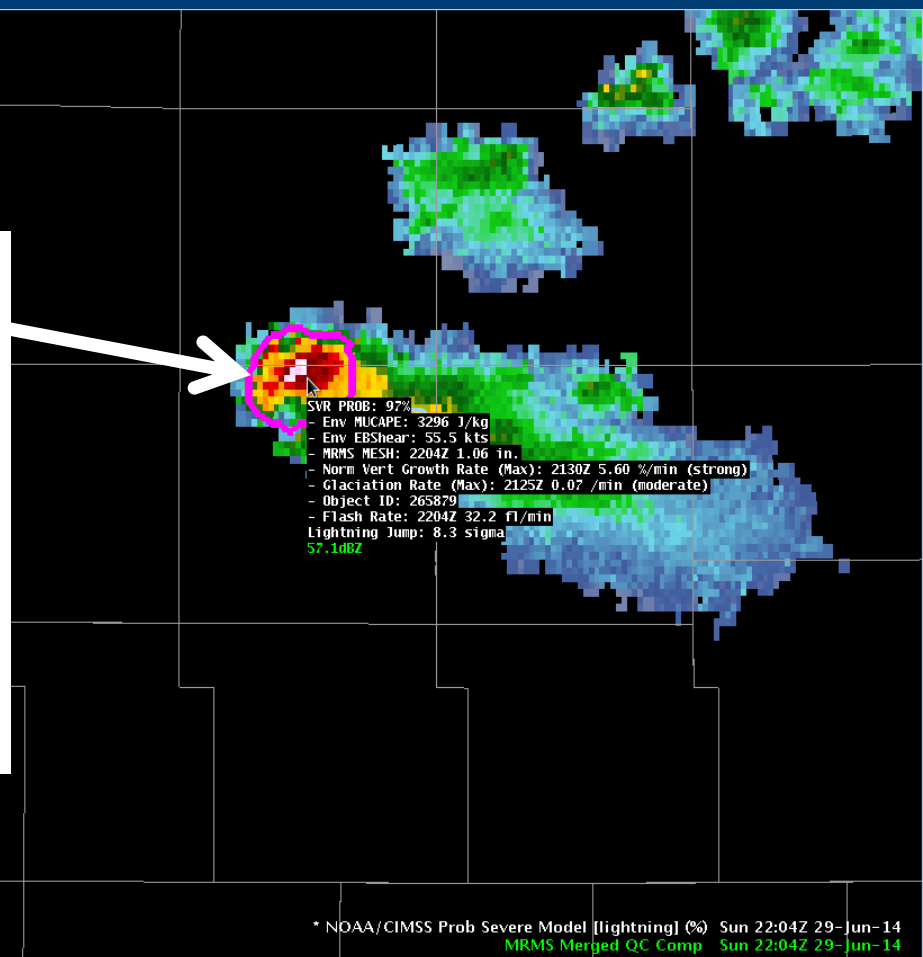 SVR PROB: 97%
- Env MUCAPE: 3296 J/kg
- Env EBShear: 55.5 kts
- MRMS MESH: 2204Z 1.06 in.
- Norm Vert Growth Rate (Max): 2130Z 5.60 %/min (strong)
- Glaciation Rate (Max): 2125Z 0.07 /min (moderate)
- Object ID: 265879
- Flash Rate: 2204Z 32.2 fl/min
Lightning Jump: 8.3 sigma
57.1dBZ
* NOAA/CIMSS Prob Severe Model [lightning] (%) Sun 22:04Z 29-Jun-14
MRMS Merged QC Comp Sun 22:04Z 29-Jun-14